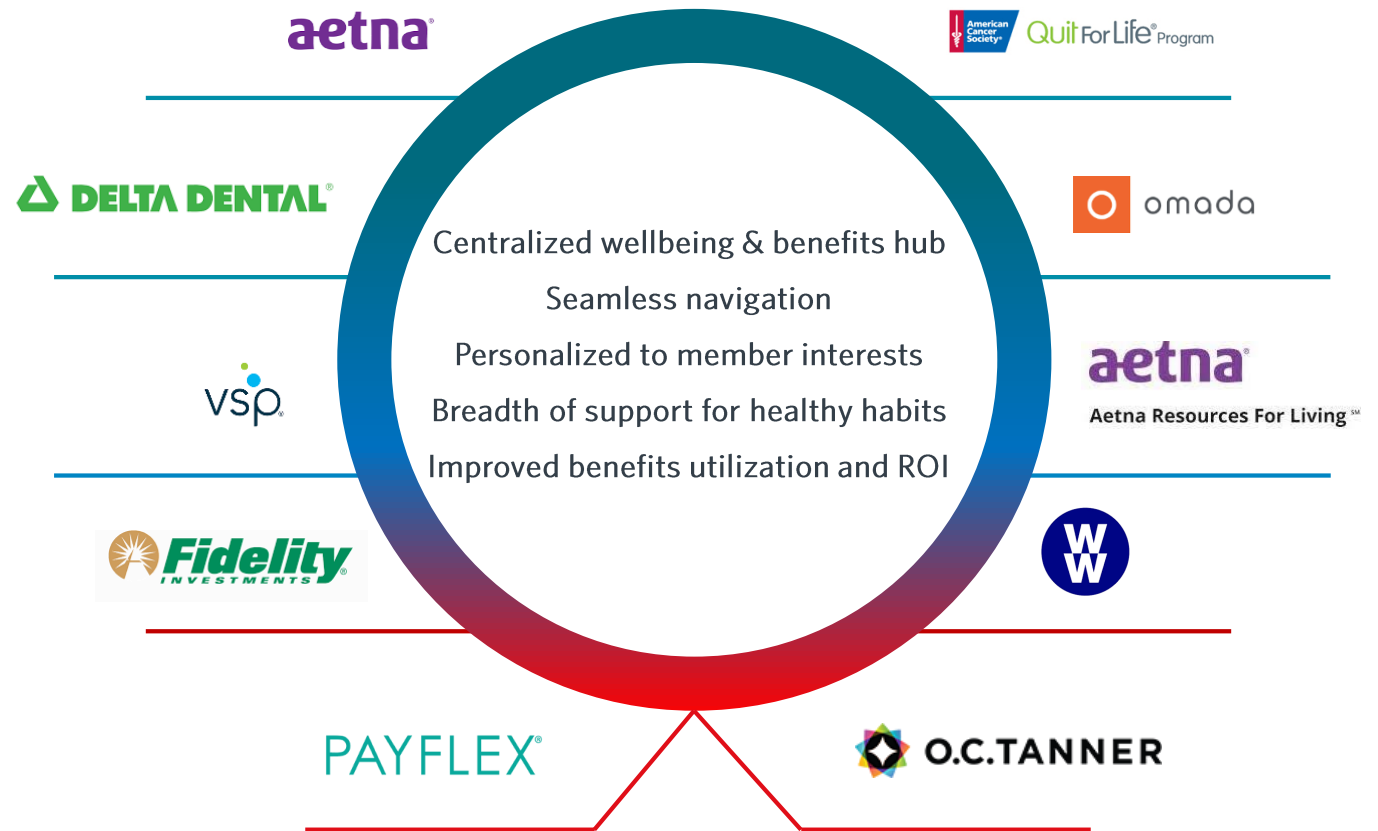 aetna®
American
Cancer
Society®
Quit For Life® Program
DELTA DENTAL®
omada
Centralized wellbeing & benefits hub
Seamless navigation
Personalized to member interests
Breadth of support for healthy habits
Improved benefits utilization and ROI
vsp®
aetna®
Aetna Resources For Living℠
Fidelity®
INVESTMENTS
W
W
PAYFLEX®
O.C.TANNER